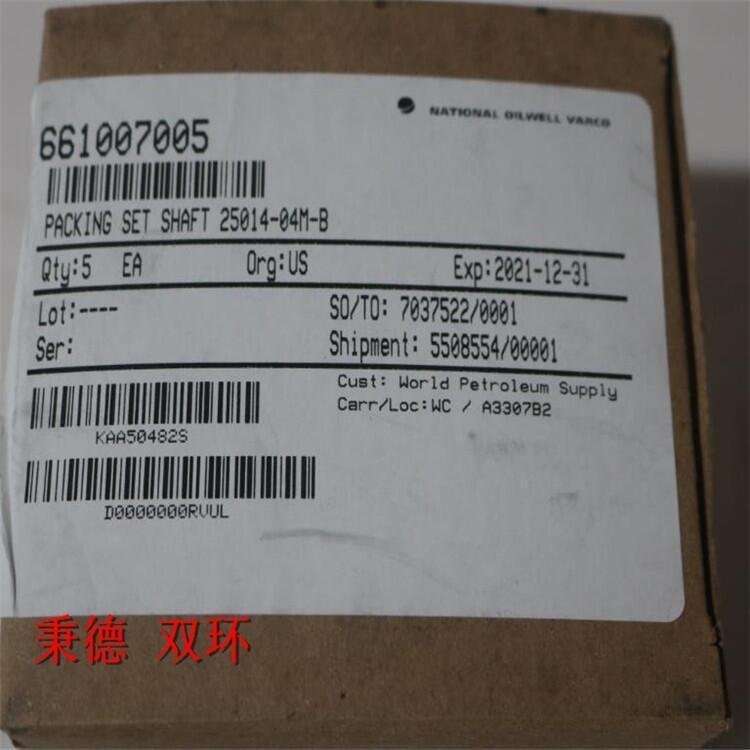 NATIONAL OILWELL VARCO
661007005
PACKING SET SHAFT 25014-04M-B
Qty:5 EA Org:US Exp:2021-12-31
Lot:---- SO/TO: 7037522/0001
Ser: Shipment: 5508554/00001
Cust: World Petroleum Supply
Carr/Loc:WC / A3307B2
KAA50482S
D0000000RVUL
秉德 双环